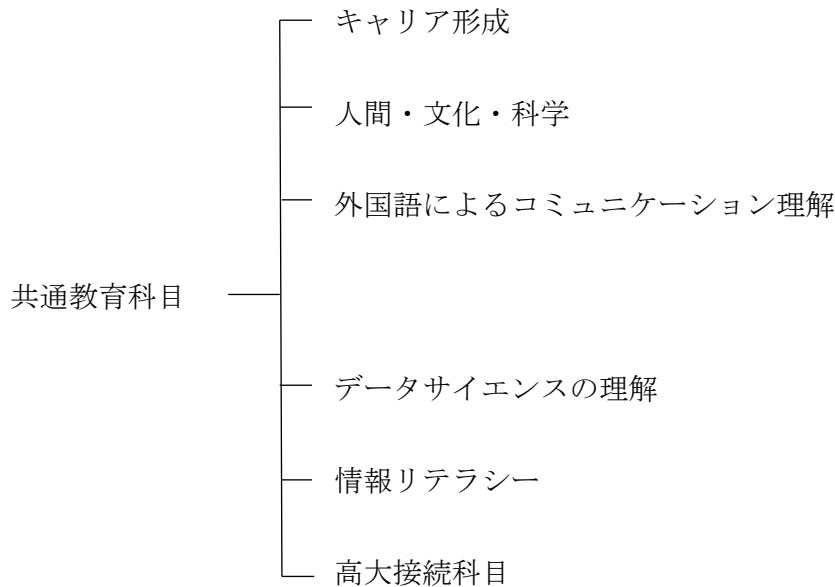 キャリア形成
人間・文化・科学
外国語によるコミュニケーション理解
共通教育科目
データサイエンスの理解
情報リテラシー
高大接続科目